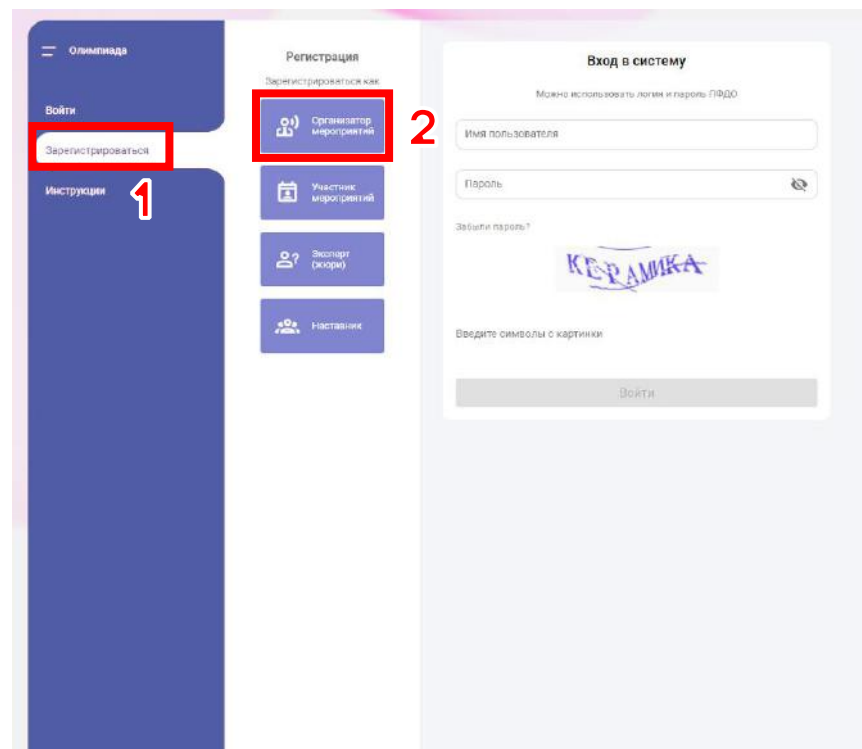 Олимпиада
Войти
Зарегистрироваться
1
Инструкции
Регистрация
Зарегистрироваться как
Организатор
мероприятий
2
Участник
мероприятий
Эксперт
(жюри)
Наставник
Вход в систему
Можно использовать логин и пароль ПФДО
Имя пользователя
Пароль
Забыли пароль?
КЕРАМИКА
Введите символы с картинки
Войти